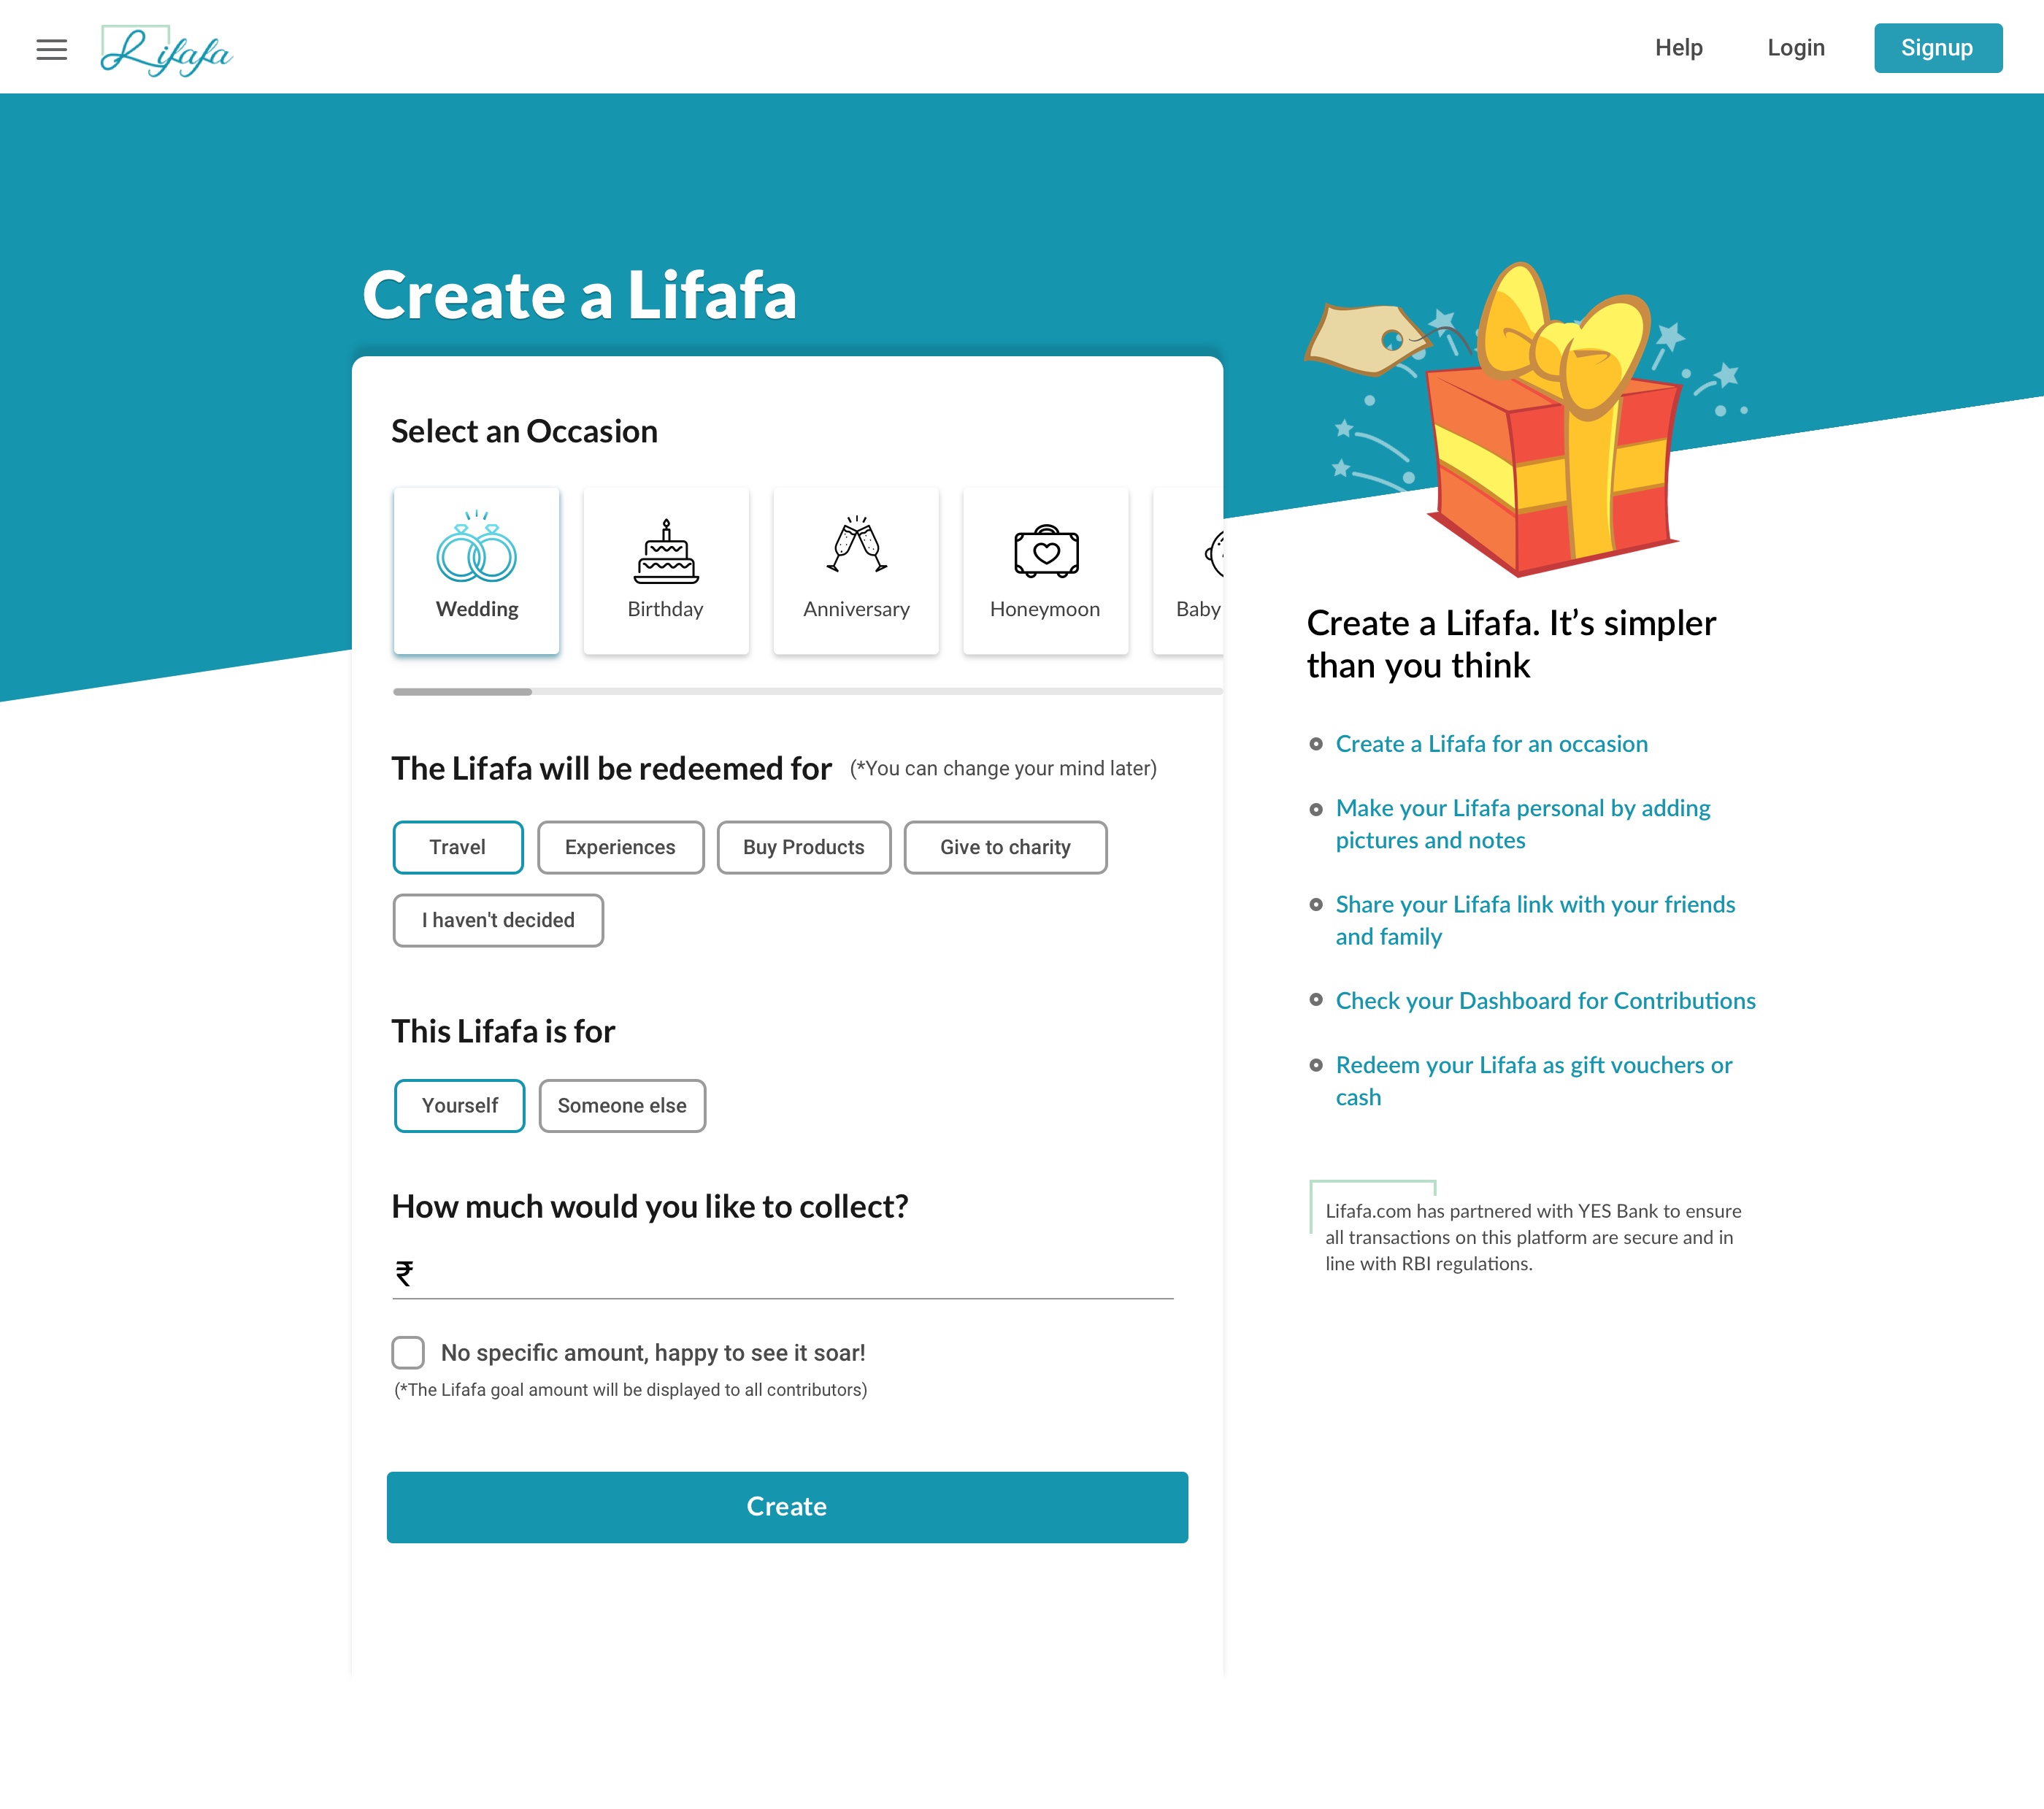 Lifafa
Help
Login
Signup
Create a Lifafa
Select an Occasion
Wedding
Birthday
Anniversary
Honeymoon
Baby
The Lifafa will be redeemed for (*You can change your mind later)
Travel
Experiences
Buy Products
Give to charity
I haven't decided
This Lifafa is for
Yourself
Someone else
How much would you like to collect?
₹
No specific amount, happy to see it soar!
(*The Lifafa goal amount will be displayed to all contributors)
Create
Create a Lifafa. It’s simpler
than you think
Create a Lifafa for an occasion
Make your Lifafa personal by adding
pictures and notes
Share your Lifafa link with your friends
and family
Check your Dashboard for Contributions
Redeem your Lifafa as gift vouchers or
cash
Lifafa.com has partnered with YES Bank to ensure
all transactions on this platform are secure and in
line with RBI regulations.